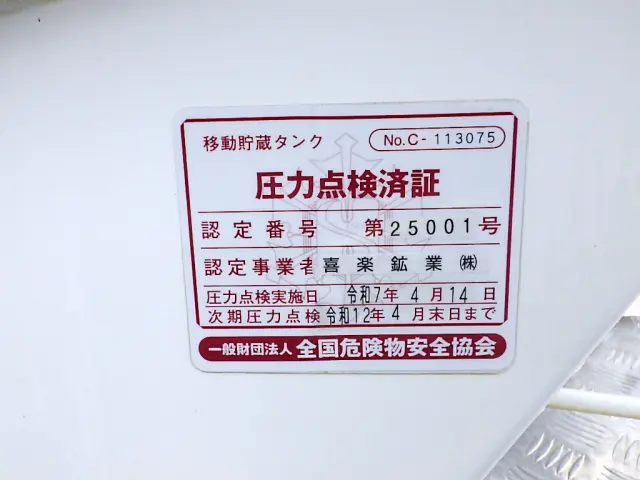 移動貯蔵タンク No.C-113075
圧力点検済証
認定番号 第25001号
認定事業者 喜楽鉱業(株)
圧力点検実施日 令和7年4月14日
次期圧力点検 令和12年4月末日まで
一般財団法人 全国危険物安全協会